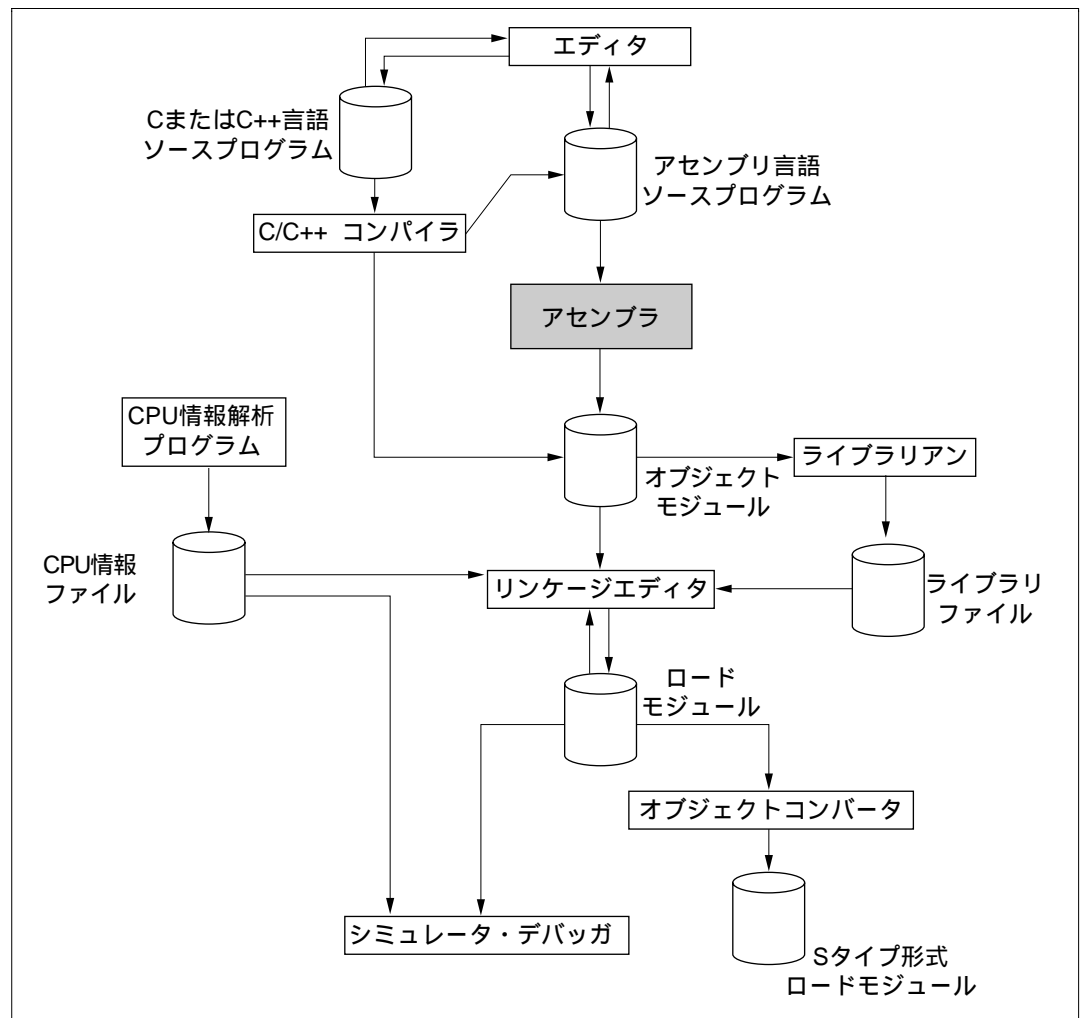 エディタ
CまたはC++言語
ソースプログラム
アセンブリ言語
ソースプログラム
C/C++ コンパイラ
アセンブラ
CPU情報解析
プログラム
オブジェクト
モジュール
ライブラリアン
CPU情報
ファイル
リンケージエディタ
ライブラリ
ファイル
ロード
モジュール
オブジェクトコンバータ
シミュレータ・デバッガ
Sタイプ形式
ロードモジュール